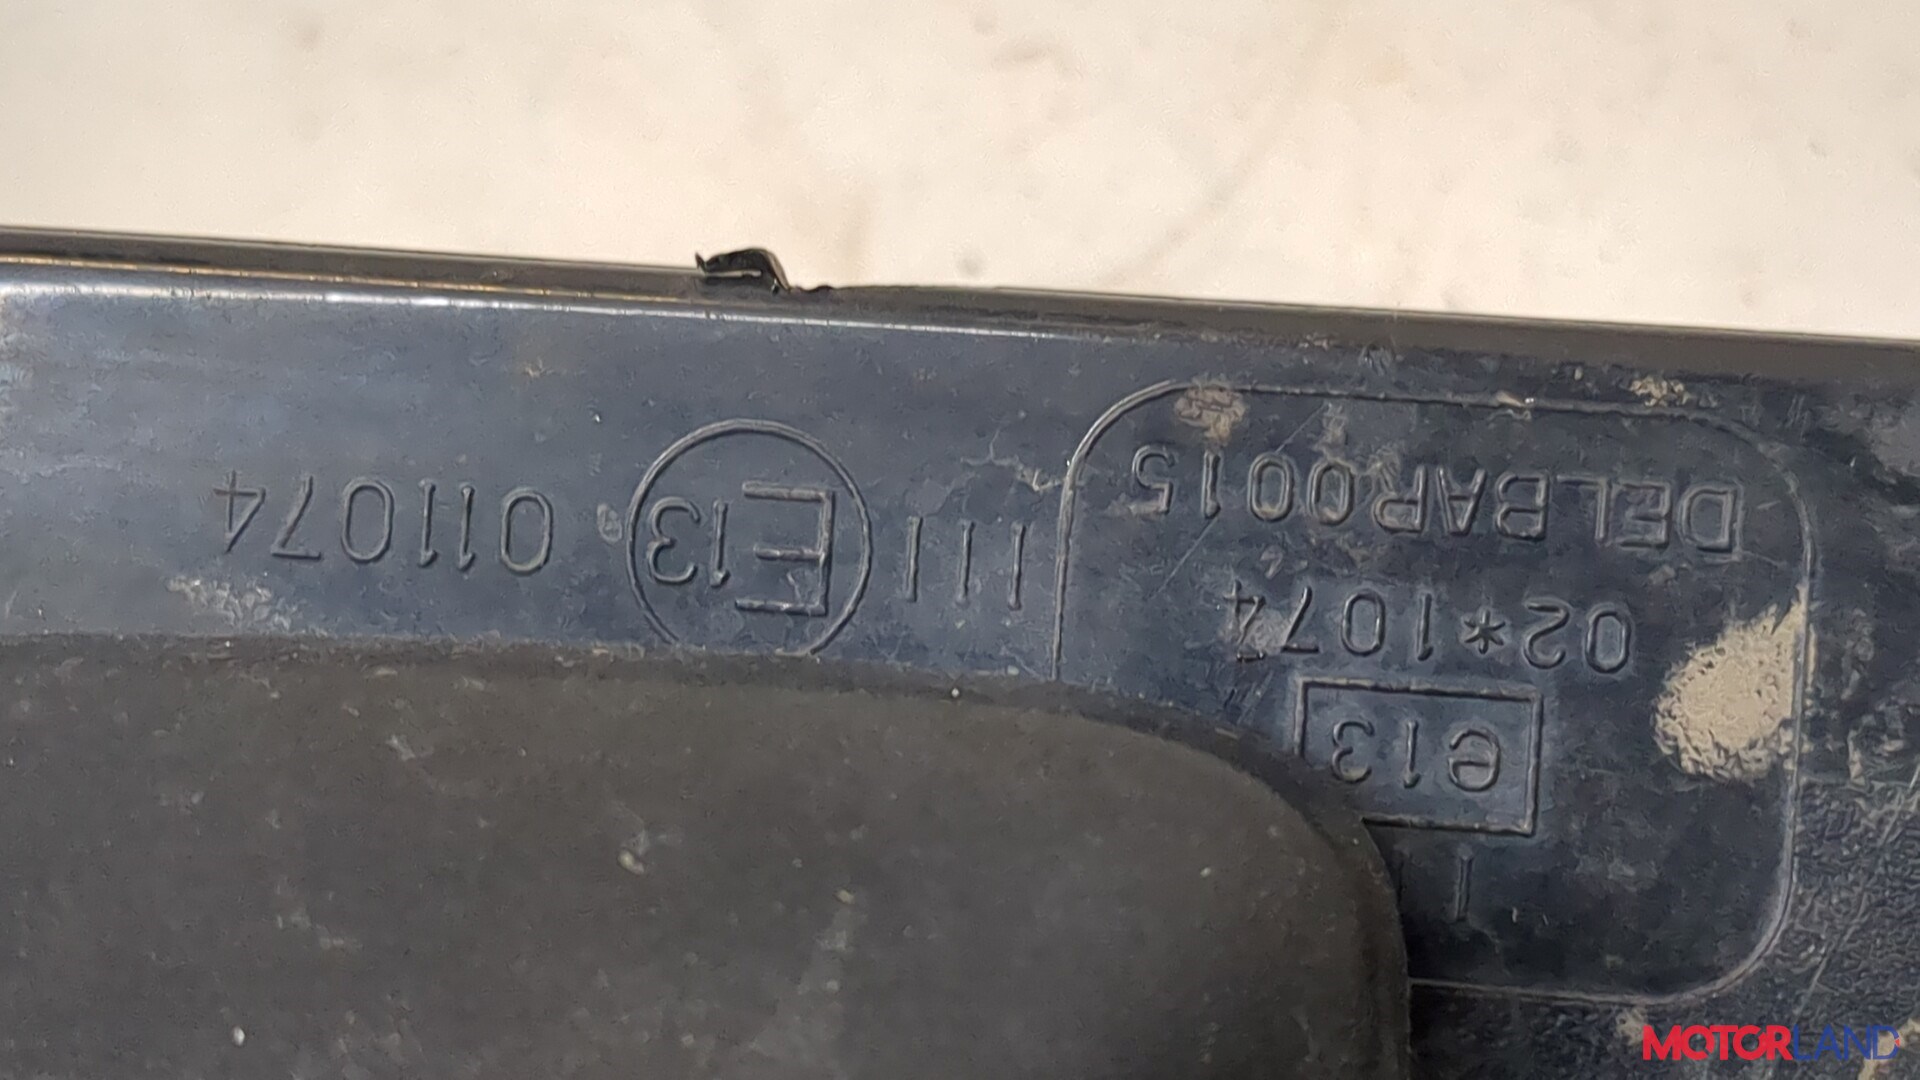 I
e13
02*1074
DELBAR0015
III E13 011074
MOTORLAND